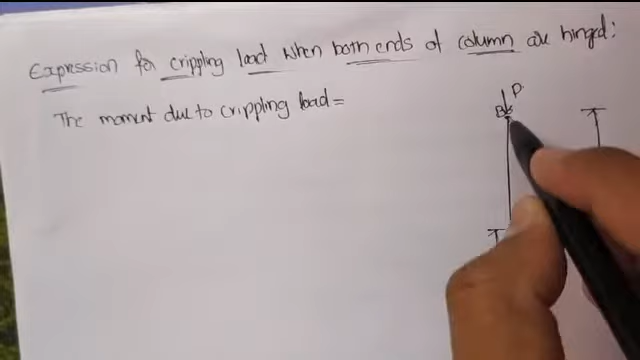 Expression for crippling load when both ends of column are hinged:
The moment due to crippling load =
P
B